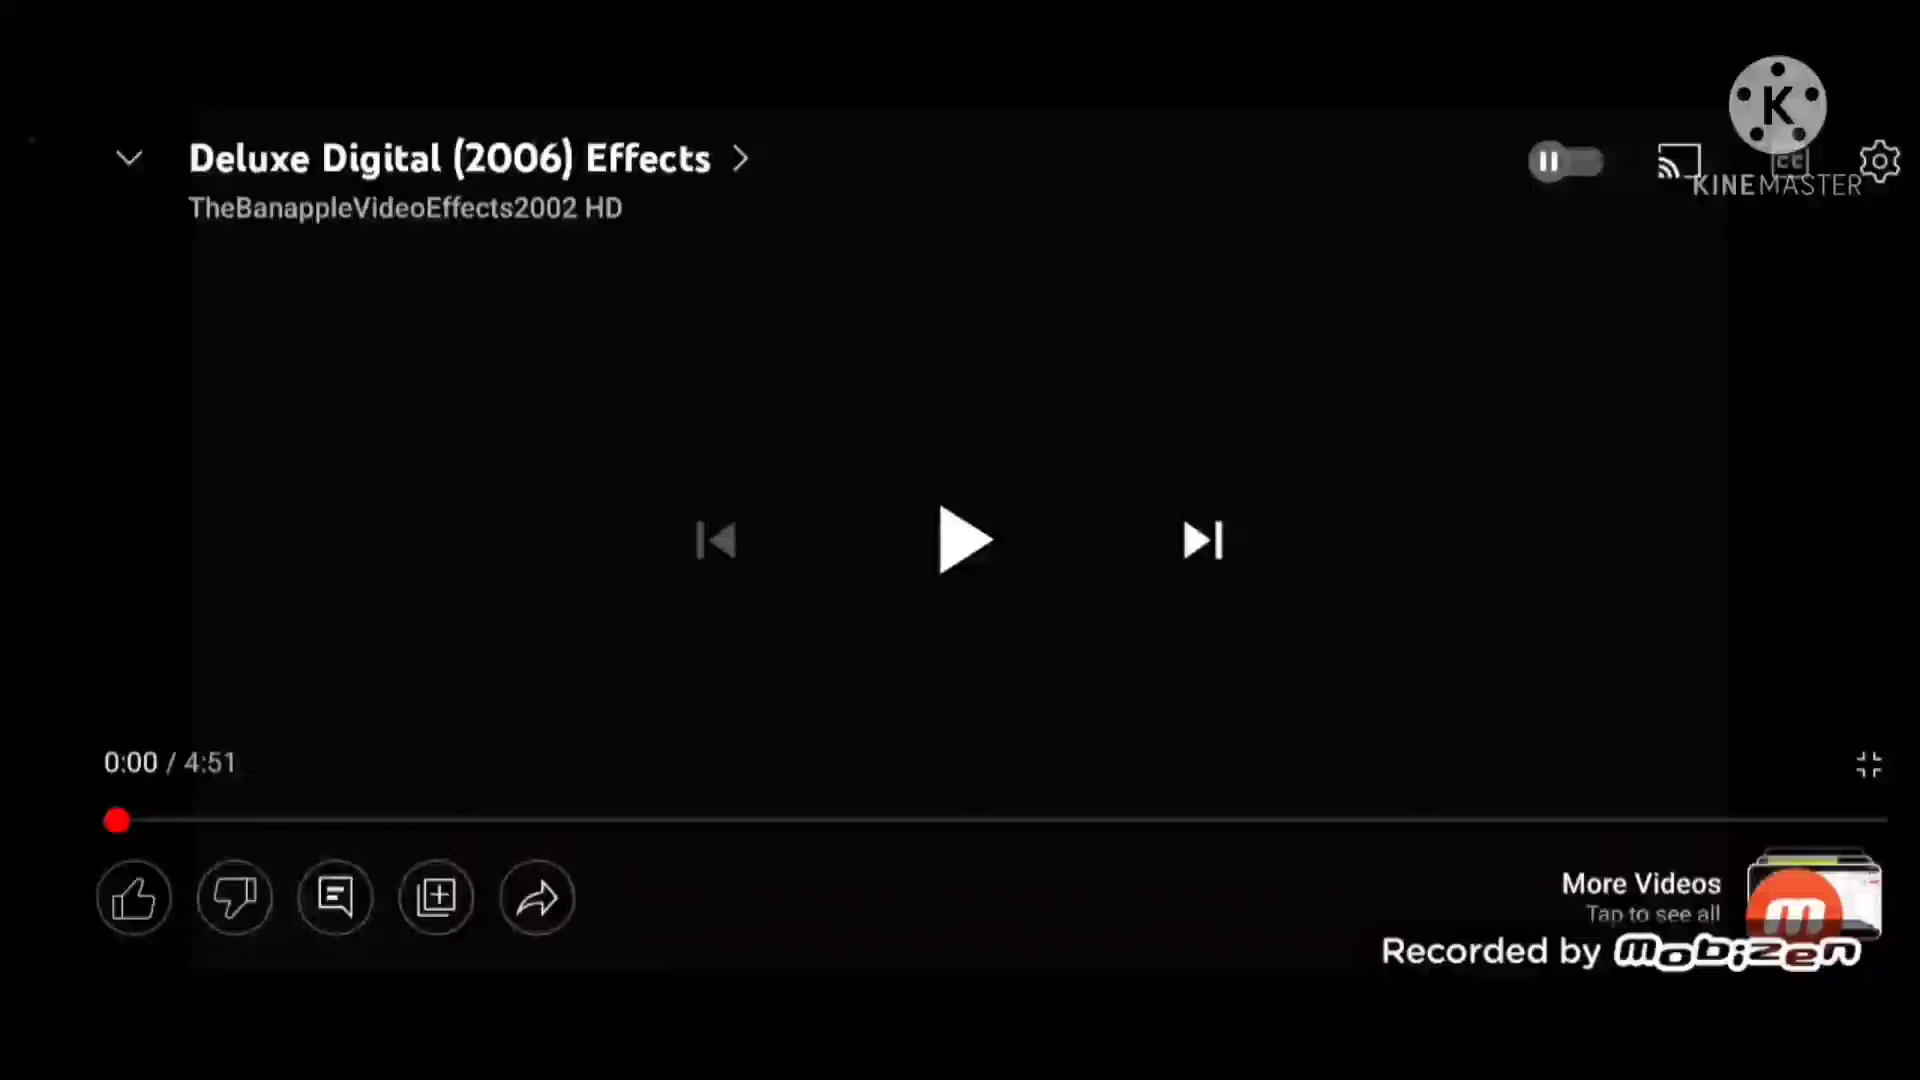 K
Deluxe Digital (2006) Effects
CC
KINEMASTER
TheBanappleVideoEffects2002 HD
0:00 / 4:51
More Videos
Tap to see all
m
Recorded by mobizen